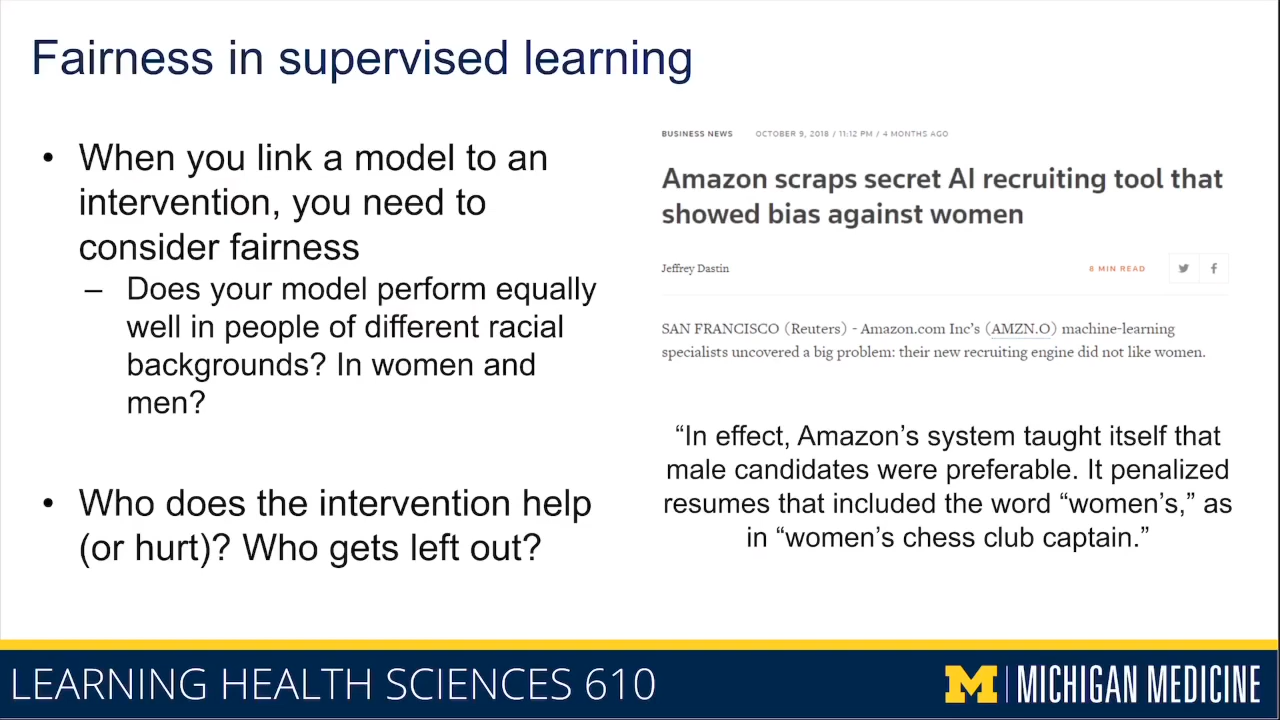 Fairness in supervised learning
• When you link a model to an
intervention, you need to
consider fairness
– Does your model perform equally
well in people of different racial
backgrounds? In women and
men?
• Who does the intervention help
(or hurt)? Who gets left out?
BUSINESS NEWS OCTOBER 9, 2018 / 11:12 PM / 4 MONTHS AGO
Amazon scraps secret AI recruiting tool that
showed bias against women
Jeffrey Dastin 8 MIN READ
SAN FRANCISCO (Reuters) - Amazon.com Inc's (AMZN.O) machine-learning
specialists uncovered a big problem: their new recruiting engine did not like women.
“In effect, Amazon’s system taught itself that
male candidates were preferable. It penalized
resumes that included the word “women’s,” as
in “women’s chess club captain.”
LEARNING HEALTH SCIENCES 610
M MICHIGAN MEDICINE